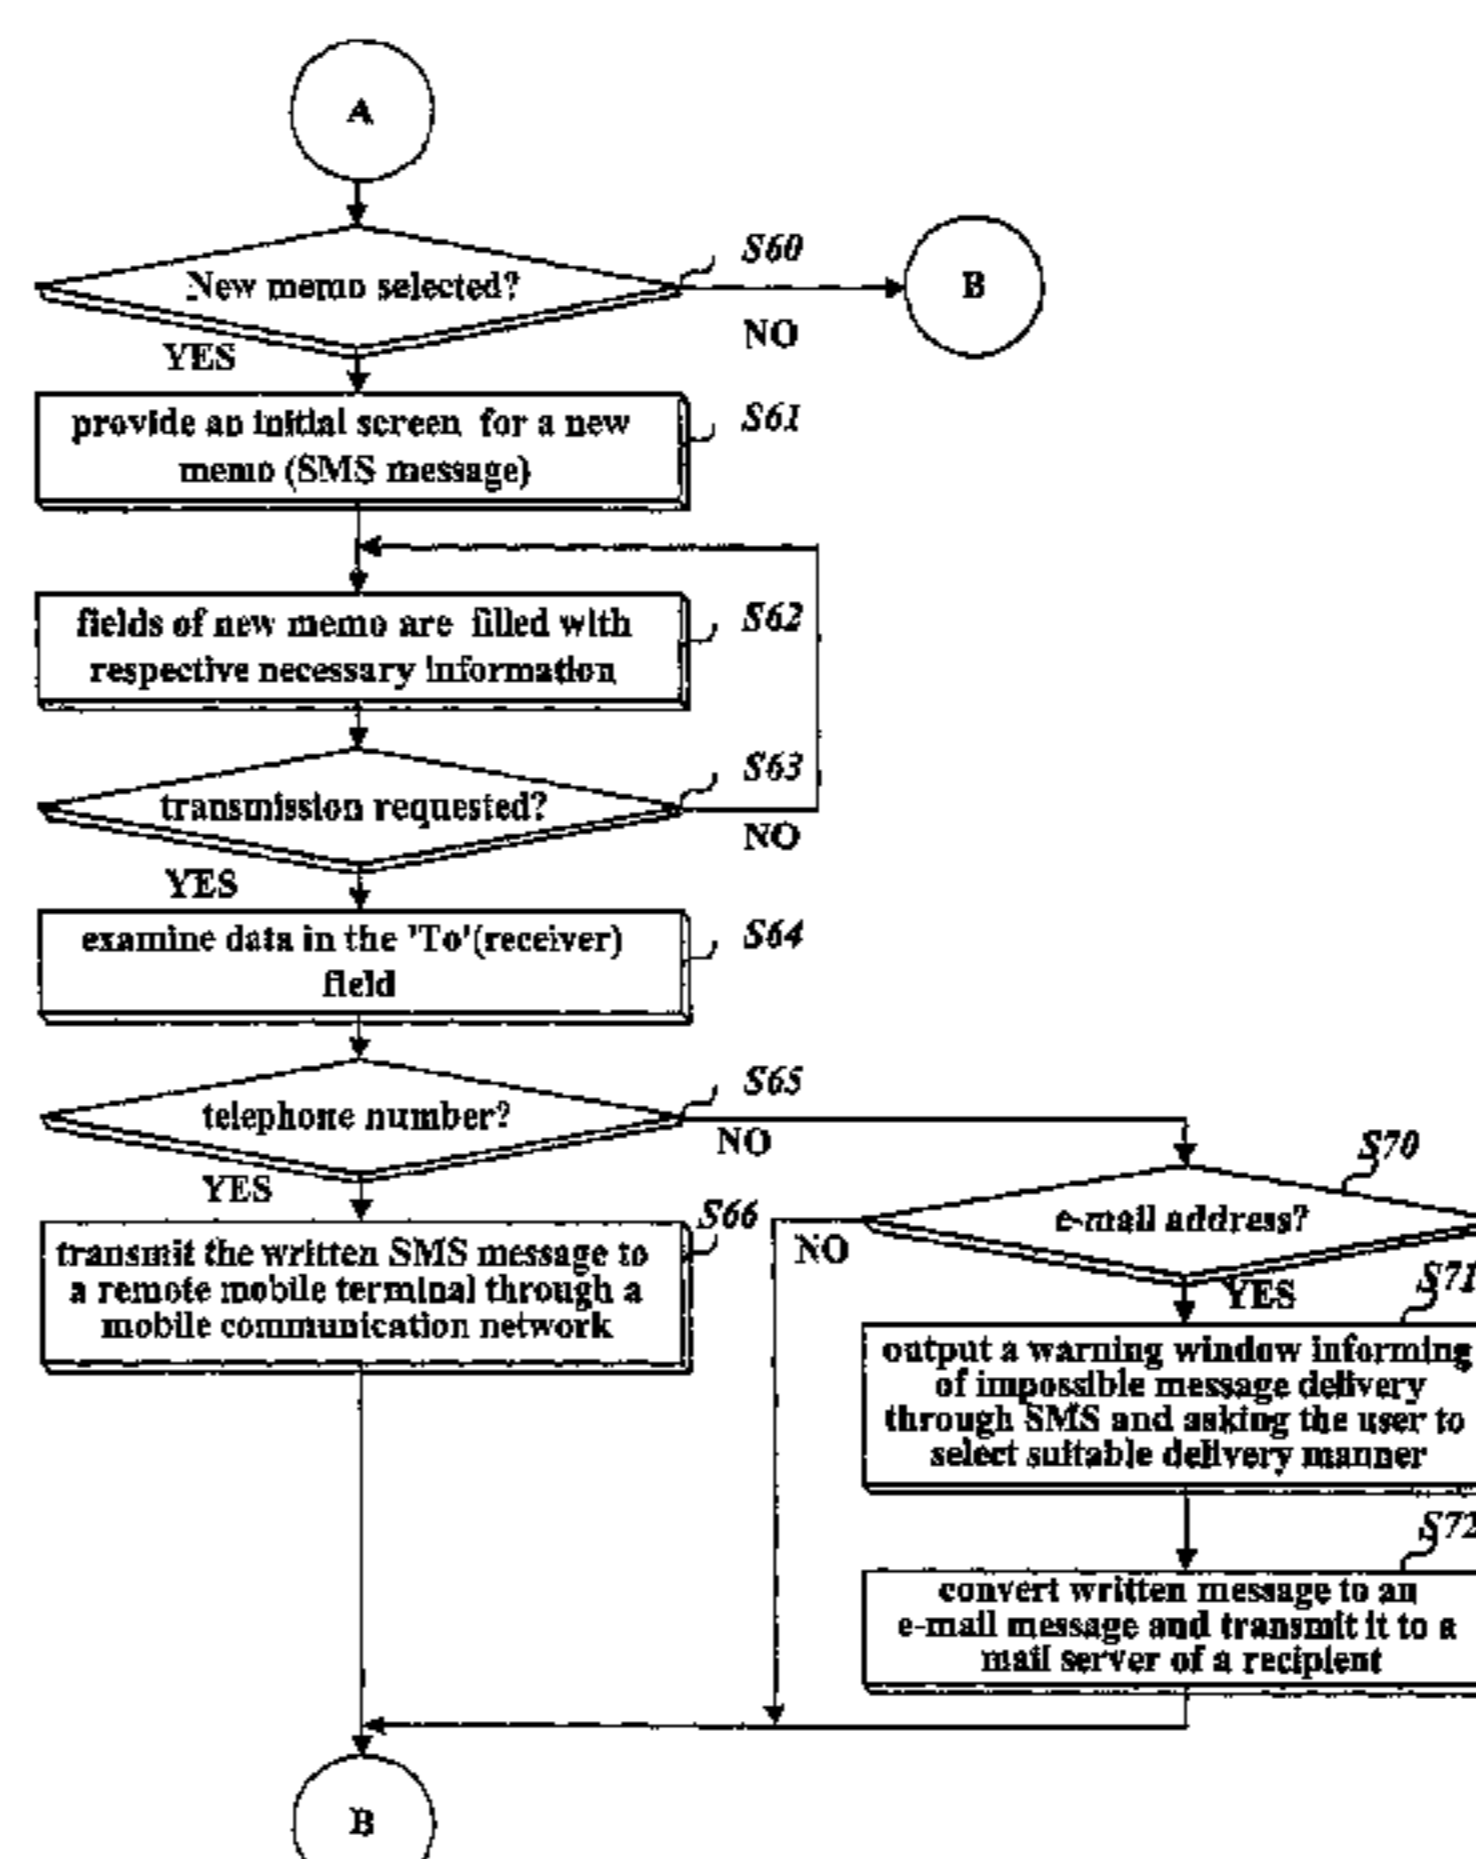 A
S60
New memo selected?
B
NO
YES
S61
provide an initial screen for a new
memo (SMS message)
S62
fields of new memo are filled with
respective necessary information
S63
transmission requested?
NO
YES
S64
examine data in the 'To'(receiver)
field
S65
telephone number?
NO
YES
S70
e-mail address?
NO
YES
S66
transmit the written SMS message to
a remote mobile terminal through a
mobile communication network
S71
output a warning window informing
of impossible message delivery
through SMS and asking the user to
select suitable delivery manner
S72
convert written message to an
e-mail message and transmit it to a
mail server of a recipient
B